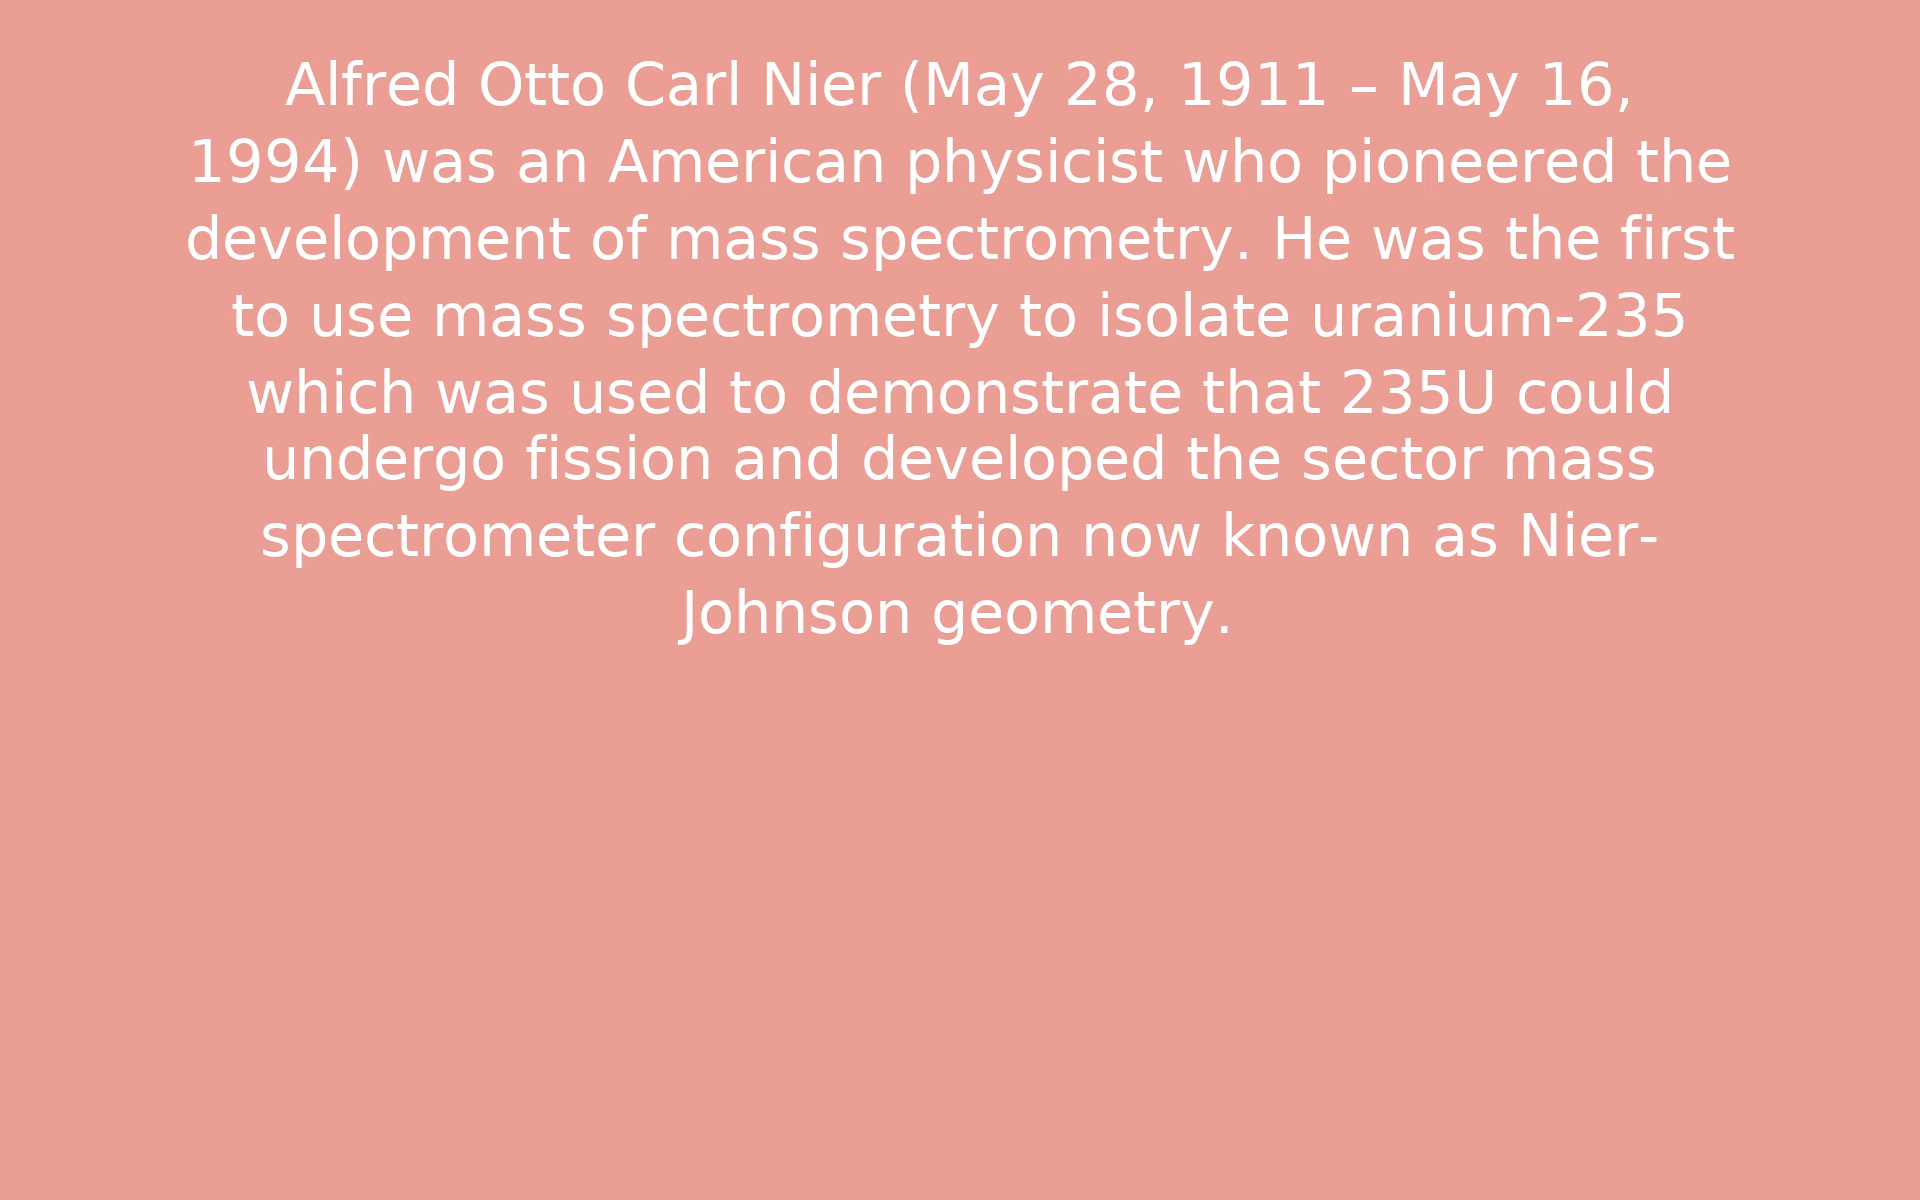 Alfred Otto Carl Nier (May 28, 1911 – May 16,
1994) was an American physicist who pioneered the
development of mass spectrometry. He was the first
to use mass spectrometry to isolate uranium-235
which was used to demonstrate that 235U could
undergo fission and developed the sector mass
spectrometer configuration now known as Nier-
Johnson geometry.